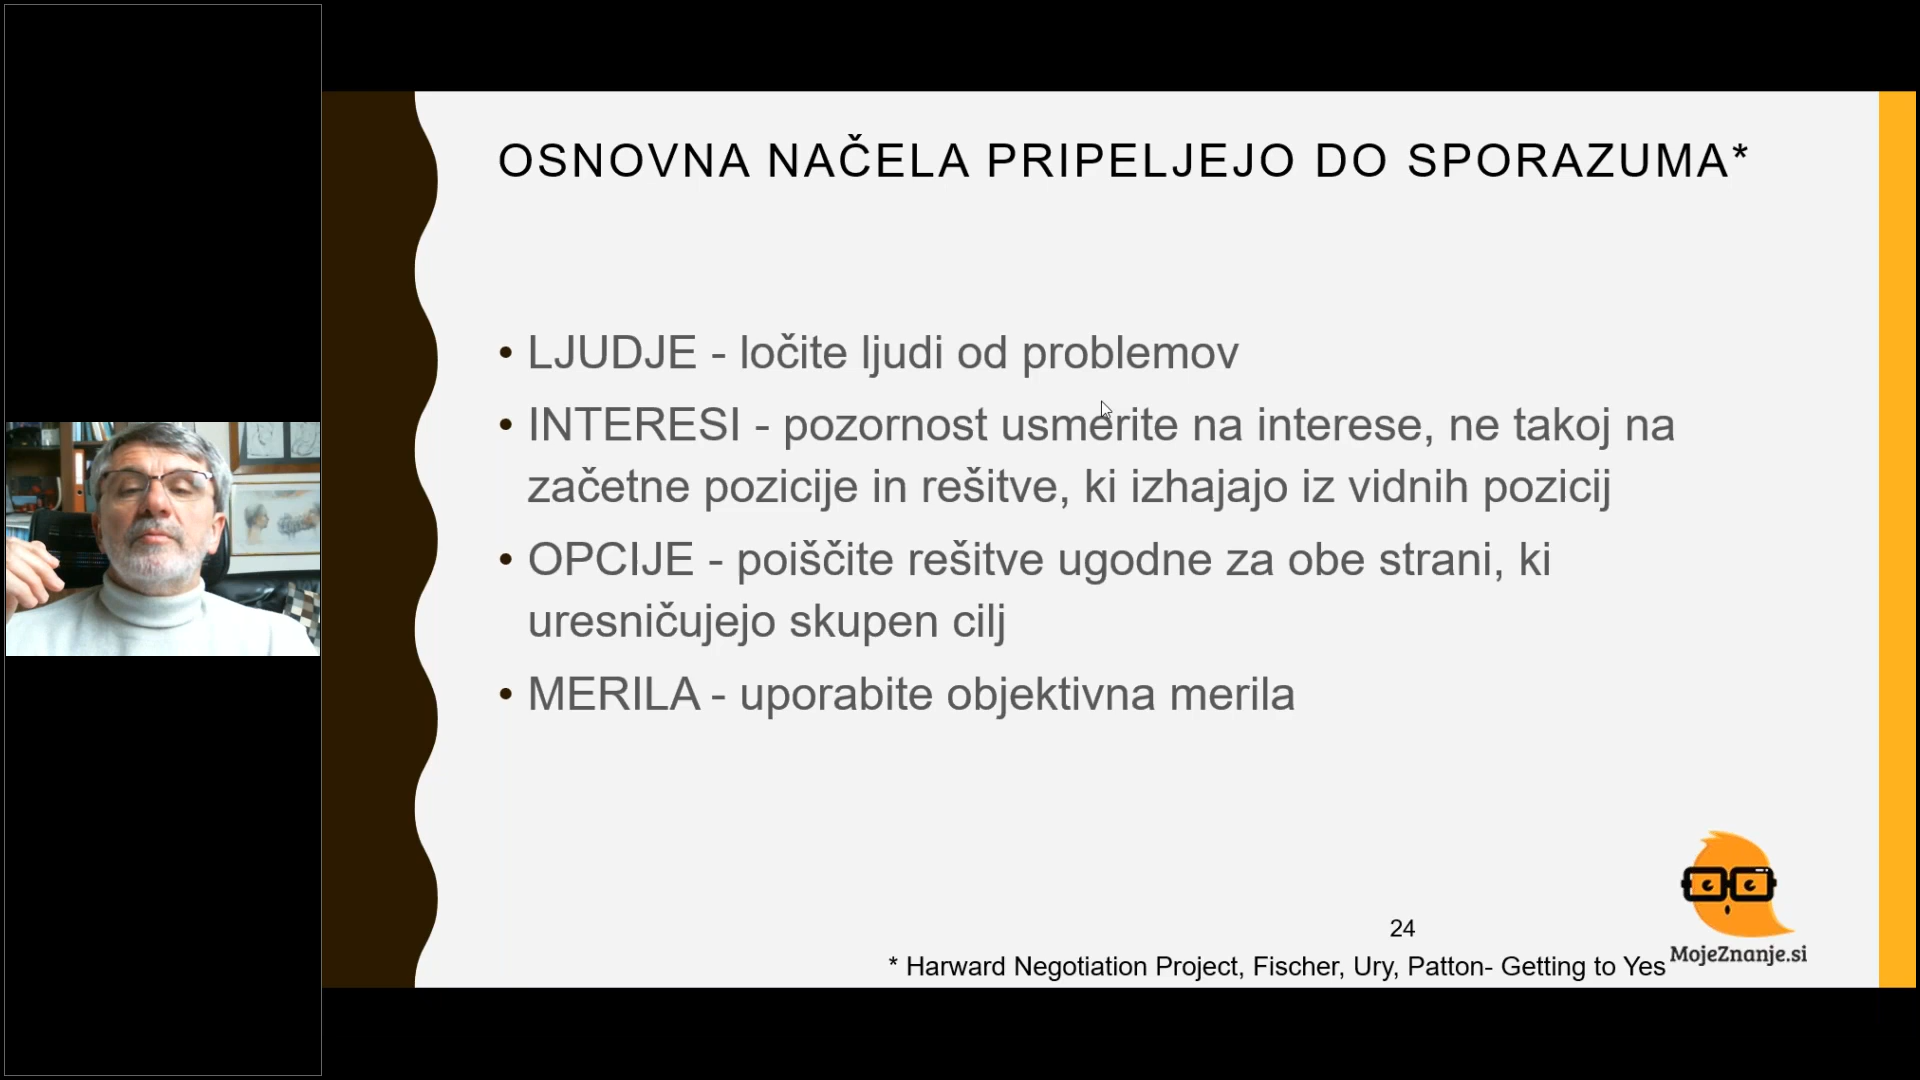 OSNOVNA NAČELA PRIPELJEJO DO SPORAZUMA*
• LJUDJE - ločite ljudi od problemov
• INTERESI - pozornost usmerite na interese, ne takoj na
začetne pozicije in rešitve, ki izhajajo iz vidnih pozicij
• OPCIJE - poiščite rešitve ugodne za obe strani, ki
uresničujejo skupen cilj
• MERILA - uporabite objektivna merila
24
* Harward Negotiation Project, Fischer, Ury, Patton- Getting to Yes
MojeZnanje.si